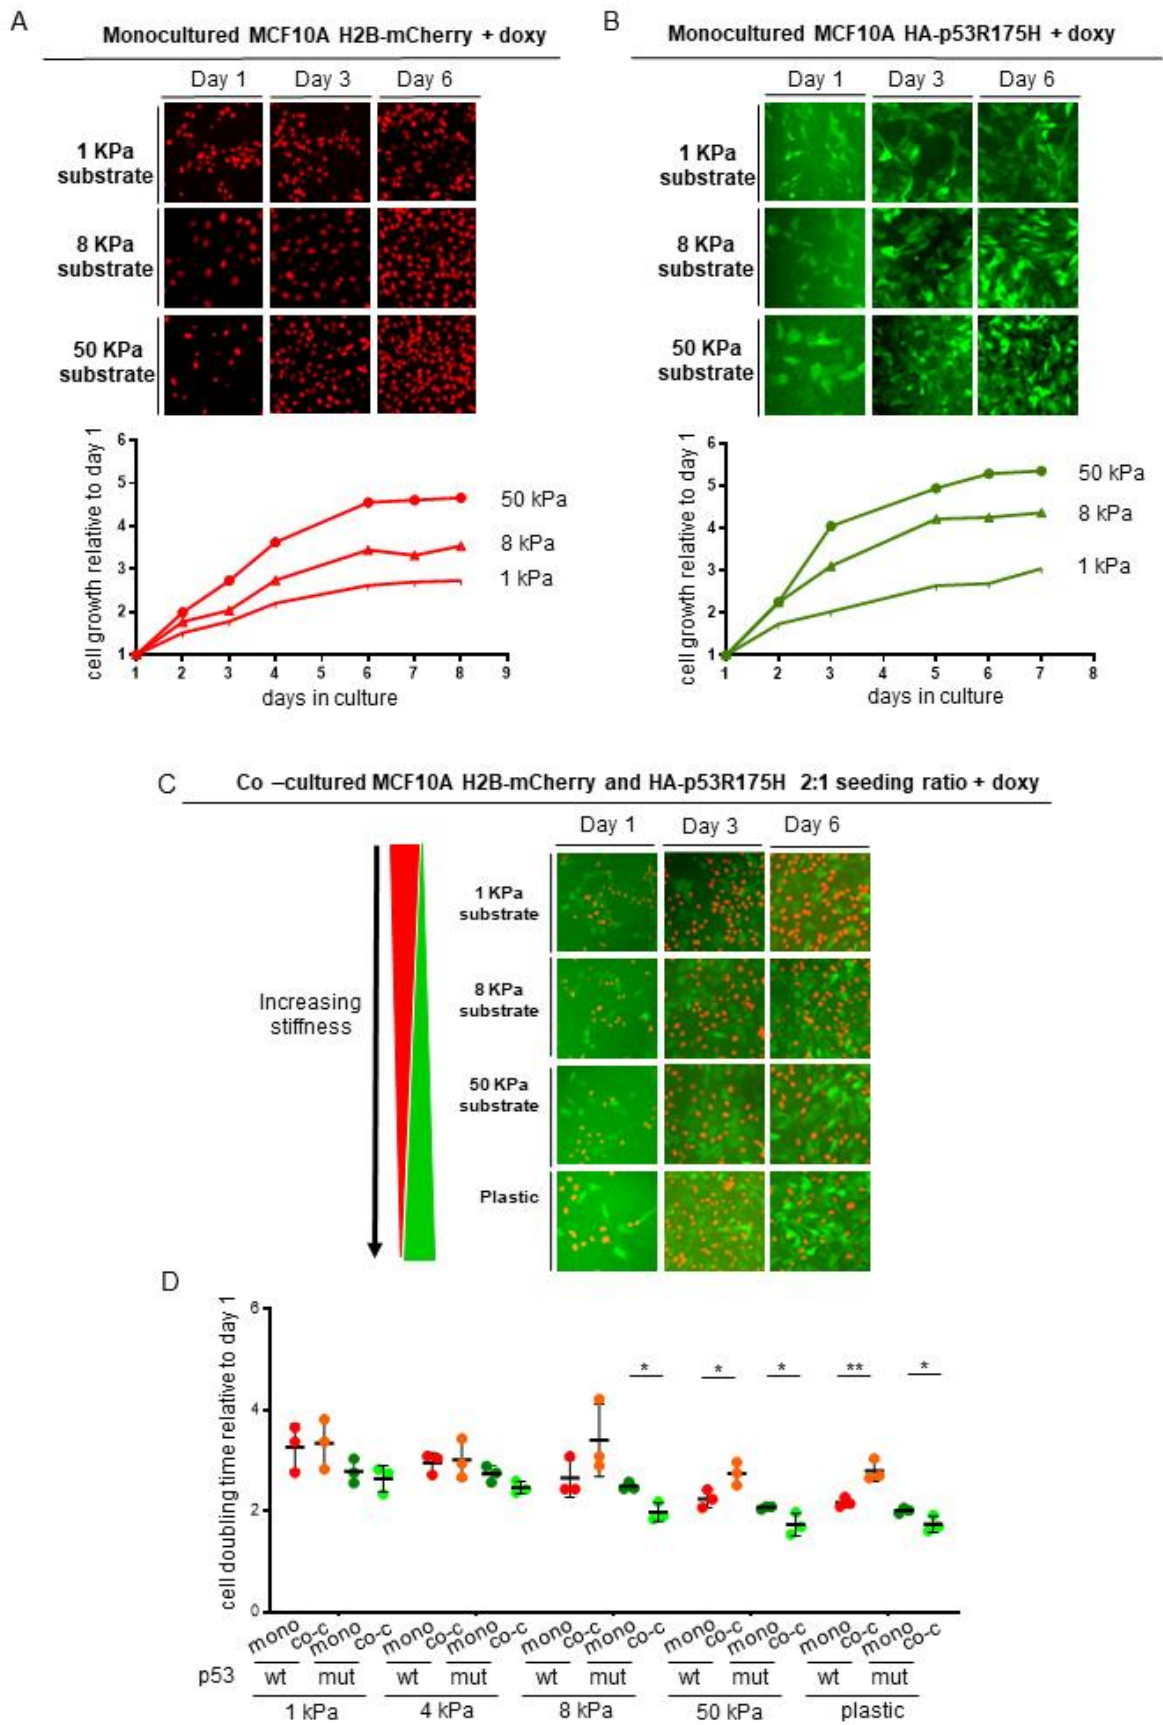 A
Monocultured MCF10A H2B-mCherry + doxy
Day 1 Day 3 Day 6
1 KPa
substrate
8 KPa
substrate
50 KPa
substrate
cell growth relative to day 1
6
5
4
3
2
1
50 kPa
8 kPa
1 kPa
1 2 3 4 5 6 7 8 9
days in culture
B
Monocultured MCF10A HA-p53R175H + doxy
Day 1 Day 3 Day 6
1 KPa
substrate
8 KPa
substrate
50 KPa
substrate
cell growth relative to day 1
6
5
4
3
2
1
50 kPa
8 kPa
1 kPa
1 2 3 4 5 6 7 8
days in culture
C
Co –cultured MCF10A H2B-mCherry and HA-p53R175H 2:1 seeding ratio + doxy
Day 1 Day 3 Day 6
Increasing
stiffness
1 KPa
substrate
8 KPa
substrate
50 KPa
substrate
Plastic
D
cell doubling time relative to day 1
6
4
2
0
* * * ** *
mono co-c mono co-c mono co-c mono co-c mono co-c mono co-c mono co-c mono co-c mono co-c mono co-c
p53 wt mut wt mut wt mut wt mut wt mut
1 kPa 4 kPa 8 kPa 50 kPa plastic